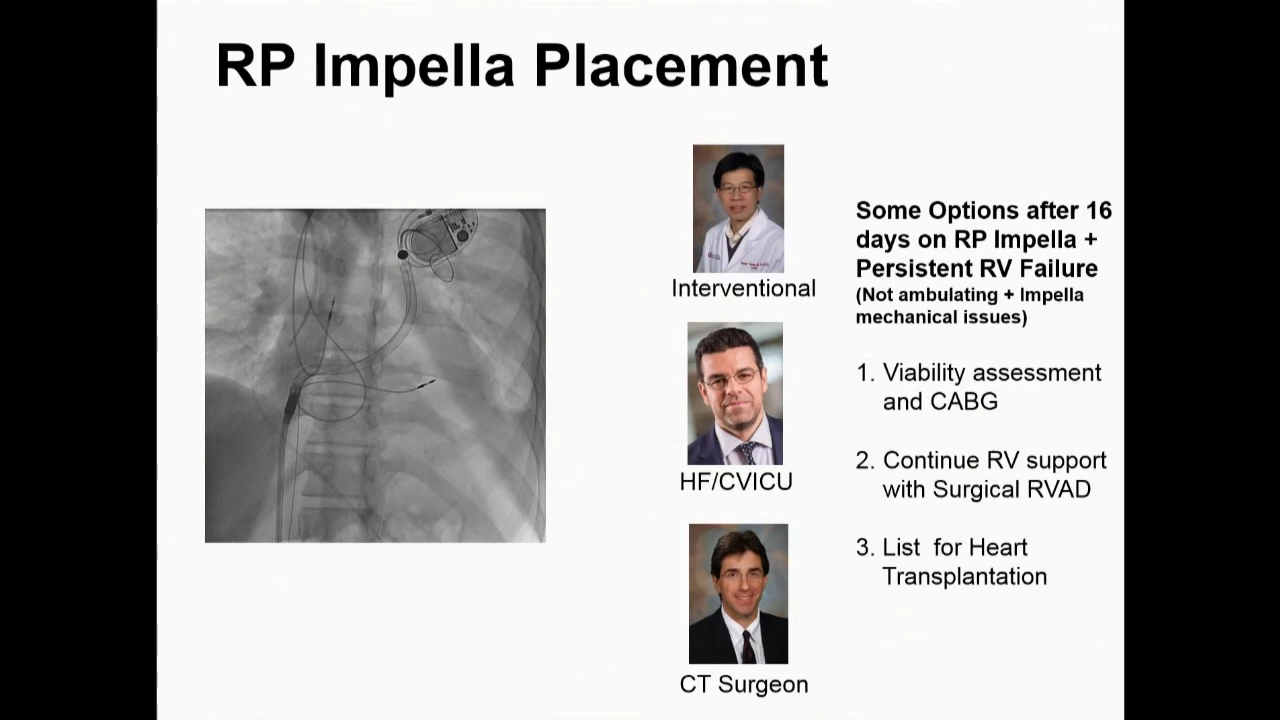 RP Impella Placement
Interventional
HF/CVICU
CT Surgeon
Some Options after 16
days on RP Impella +
Persistent RV Failure
(Not ambulating + Impella
mechanical issues)
1. Viability assessment
and CABG
2. Continue RV support
with Surgical RVAD
3. List for Heart
Transplantation